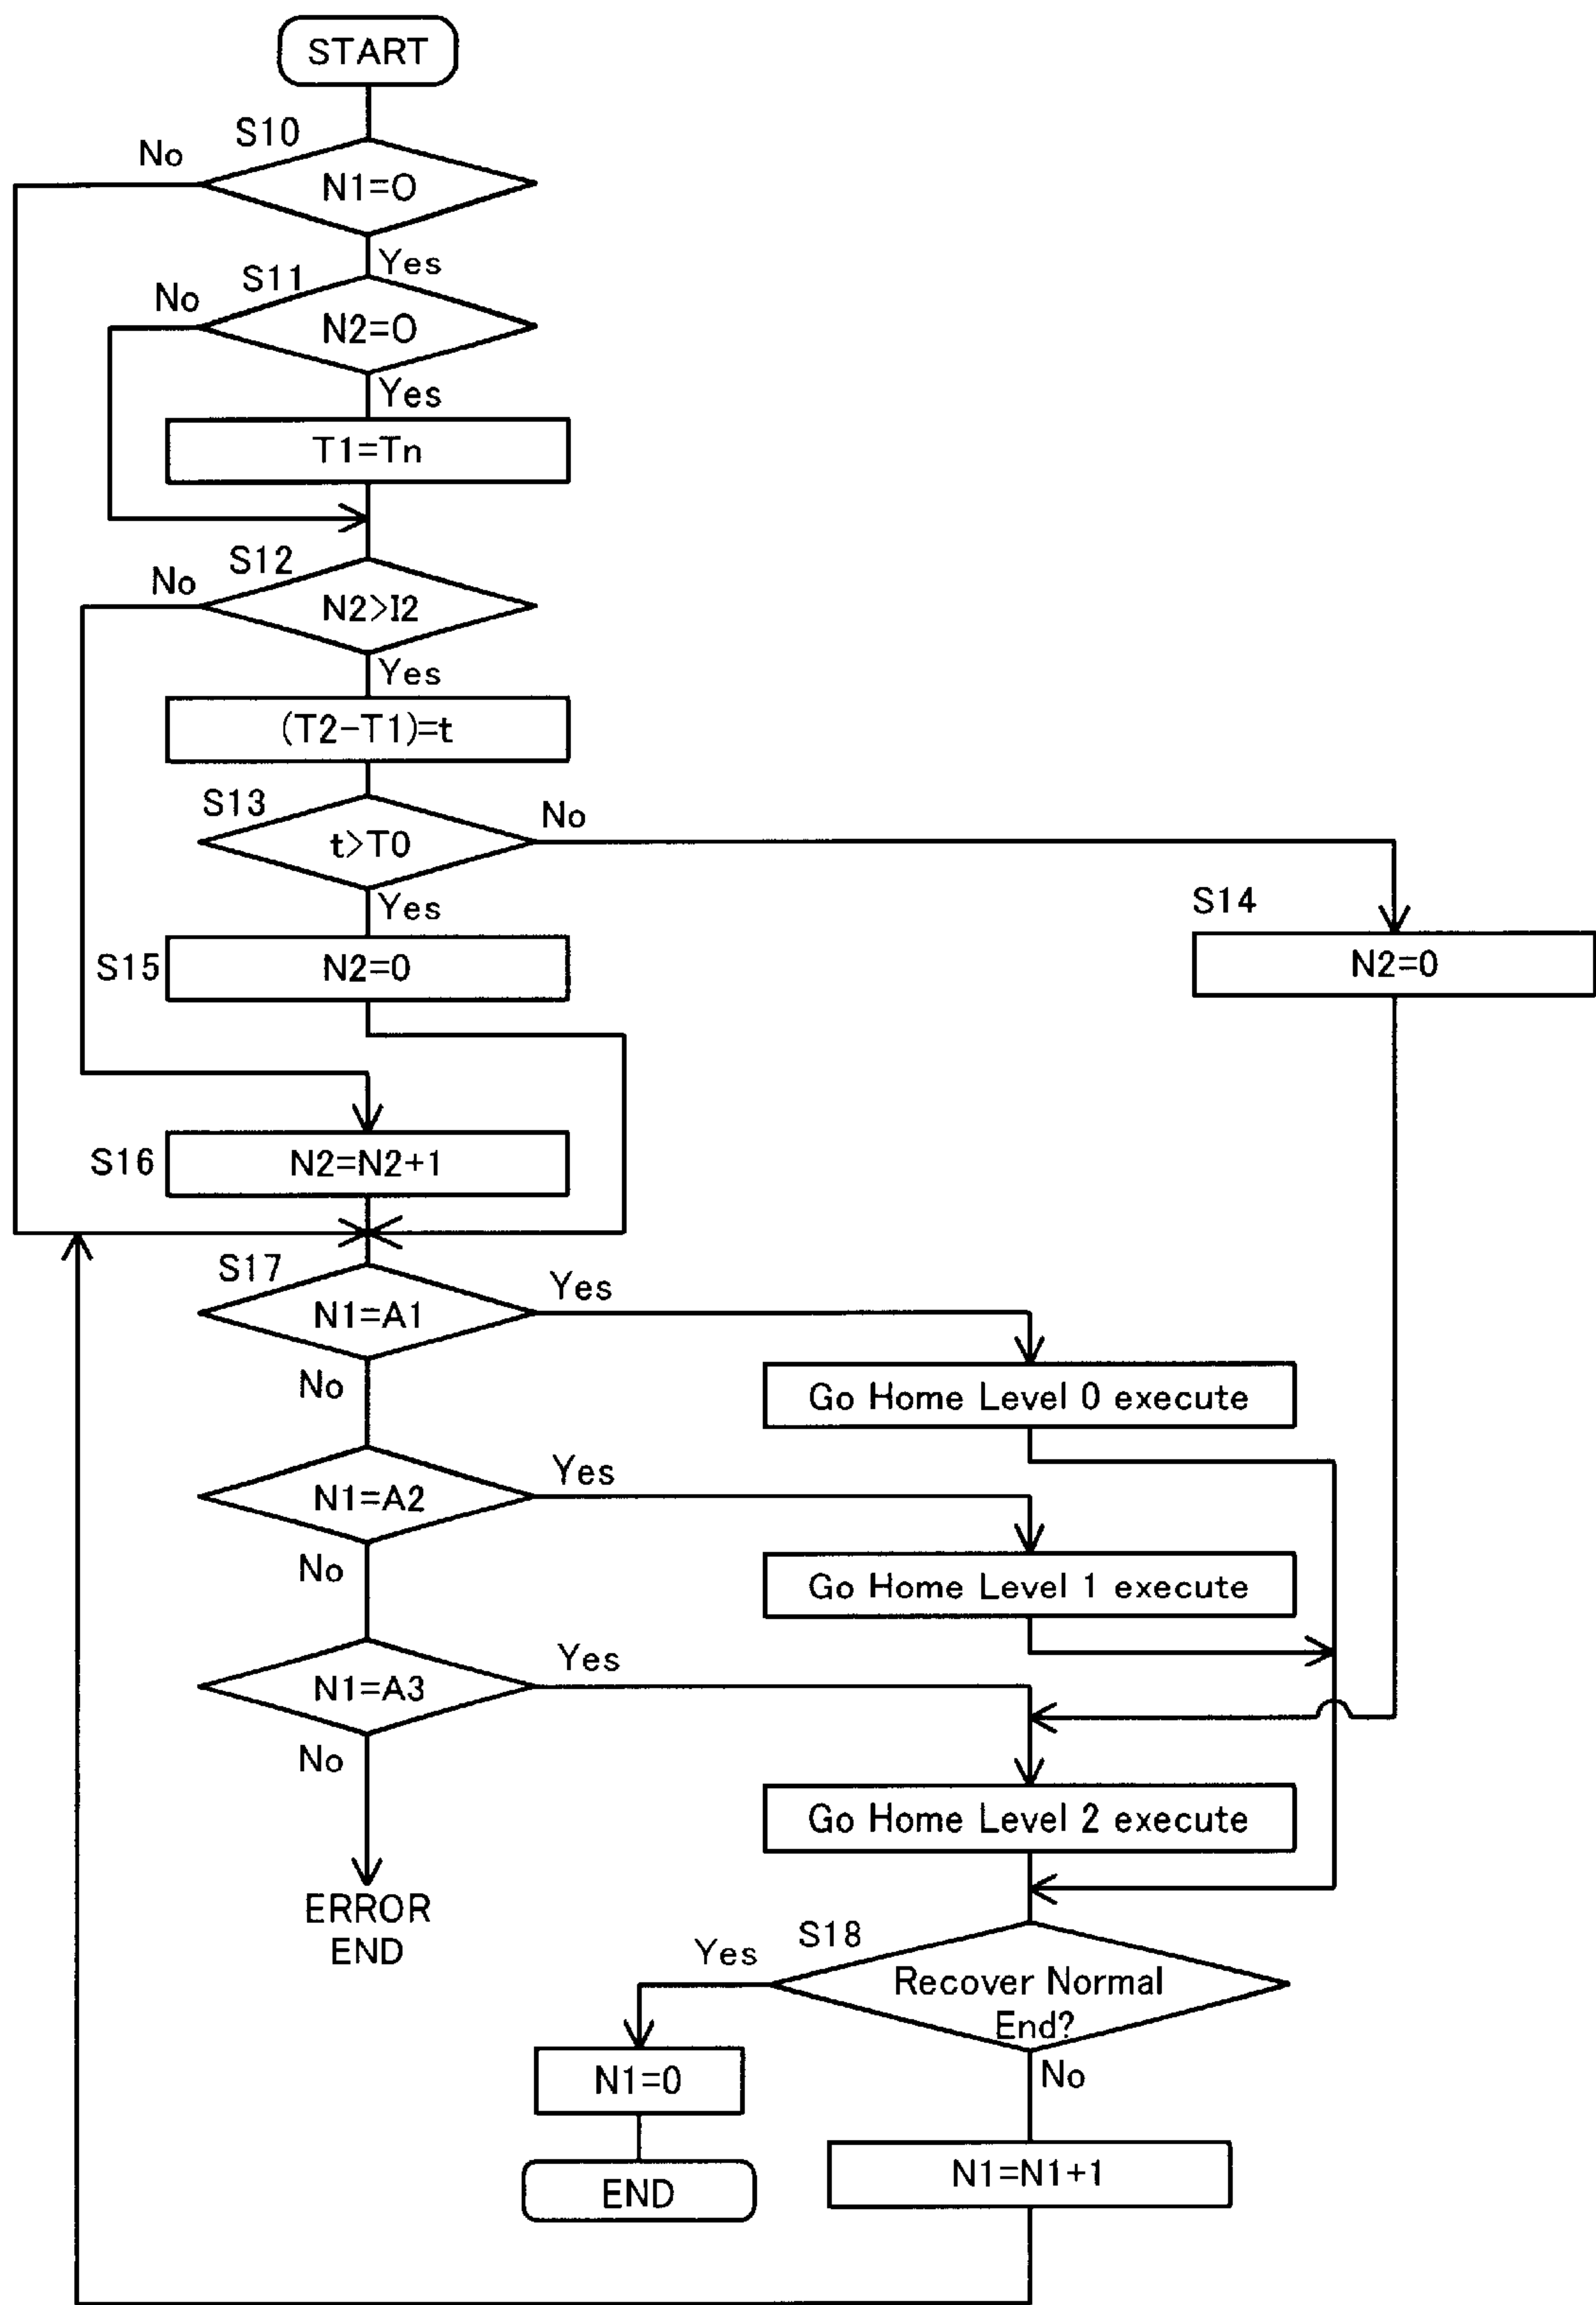 START
S10
No
N1=O
Yes
S11
No
N2=O
Yes
T1=Tn
S12
No
N2>I2
Yes
(T2-T1)=t
S13
No
t>T0
Yes
S14
S15
N2=0
N2=0
S16
N2=N2+1
S17
Yes
N1=A1
No
Go Home Level 0 execute
Yes
N1=A2
No
Go Home Level 1 execute
Yes
N1=A3
No
Go Home Level 2 execute
ERROR
END
S18
Yes
Recover Normal
End?
No
N1=0
N1=N1+1
END